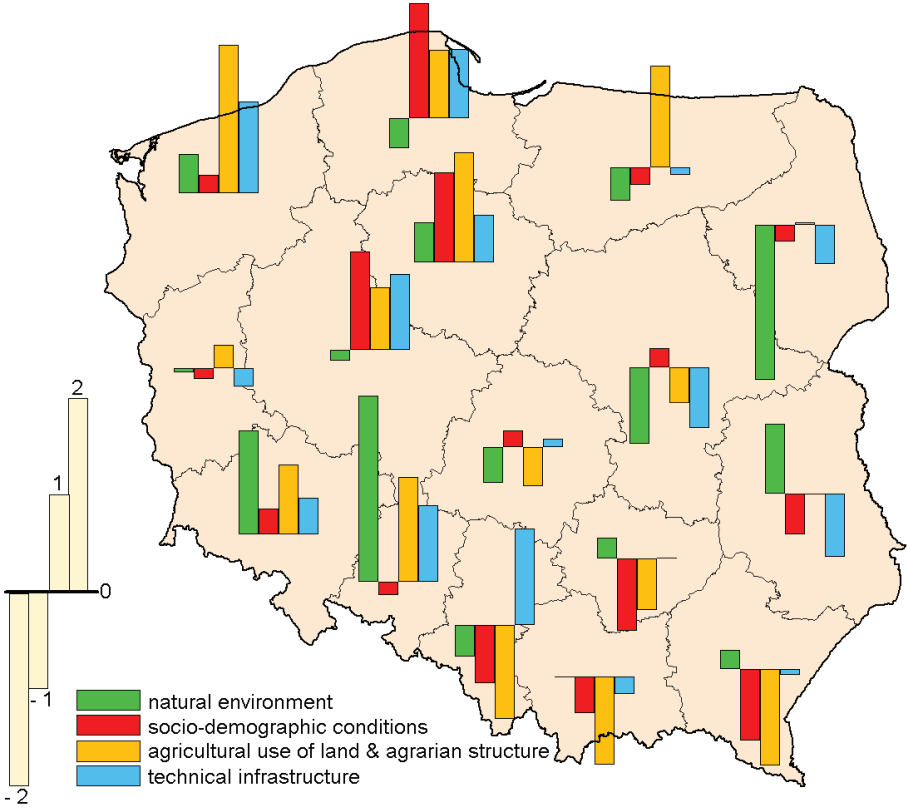 2
1
0
- 1
- 2
natural environment
socio-demographic conditions
agricultural use of land & agrarian structure
technical infrastructure